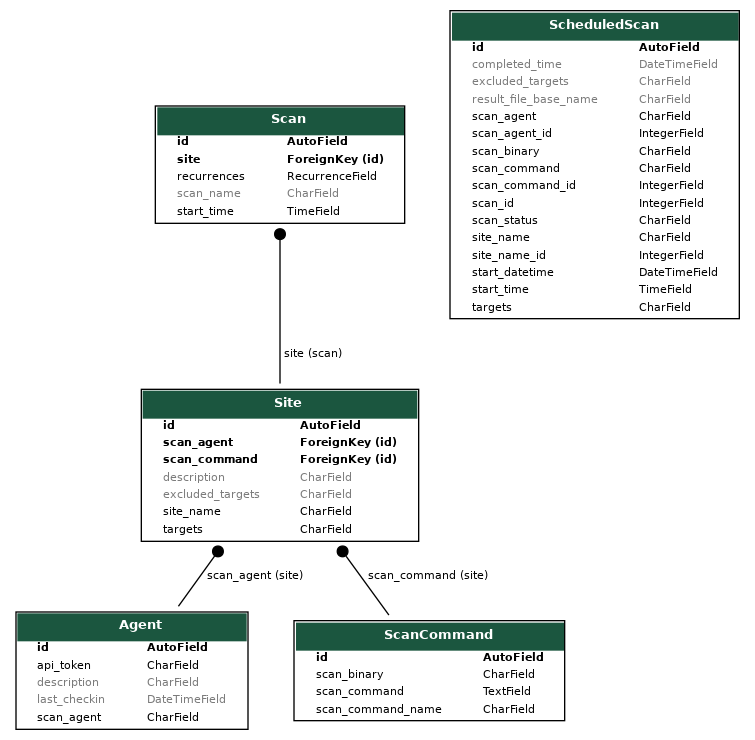 ScheduledScan
id AutoField
completed_time DateTimeField
excluded_targets CharField
result_file_base_name CharField
scan_agent CharField
scan_agent_id IntegerField
scan_binary CharField
scan_command CharField
scan_command_id IntegerField
scan_id IntegerField
scan_status CharField
site_name CharField
site_name_id IntegerField
start_datetime DateTimeField
start_time TimeField
targets CharField
Scan
id AutoField
site ForeignKey (id)
recurrences RecurrenceField
scan_name CharField
start_time TimeField
site (scan)
Site
id AutoField
scan_agent ForeignKey (id)
scan_command ForeignKey (id)
description CharField
excluded_targets CharField
site_name CharField
targets CharField
scan_agent (site)
scan_command (site)
Agent
id AutoField
api_token CharField
description CharField
last_checkin DateTimeField
scan_agent CharField
ScanCommand
id AutoField
scan_binary CharField
scan_command TextField
scan_command_name CharField